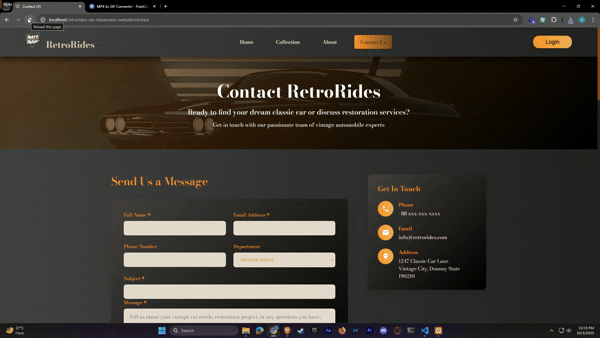 Contact US
MP4 to GIF Converter - FreeCo
localhost/retrorides-car-showroom-website/contact
Reload this page
RetroRides
Home
Collection
About
Contact Us
Login
Contact RetroRides
Ready to find your dream classic car or discuss restoration services?
Get in touch with our passionate team of vintage automobile experts
Send Us a Message
Full Name *
Email Address *
Phone Number
Department
General Inquiry
Subject *
Message *
Tell us about your vintage car needs, restoration project, or any questions you have...
Get In Touch
Phone
+88 xxx-xxx-xxxx
Email
info@retrorides.com
Address
1247 Classic Car Lane
Vintage City, Dummy State
190210
27°C
Haze
Search
10:19 PM
10/3/2025